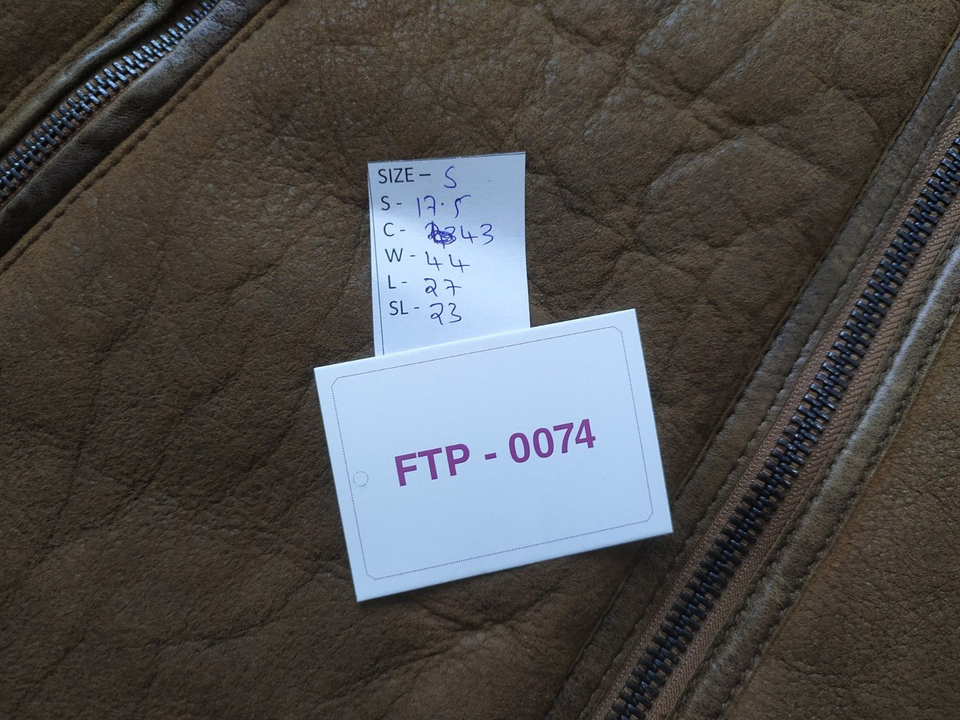 SIZE - S
S - 17.5
C - 43
W - 44
L - 27
SL - 23
FTP - 0074